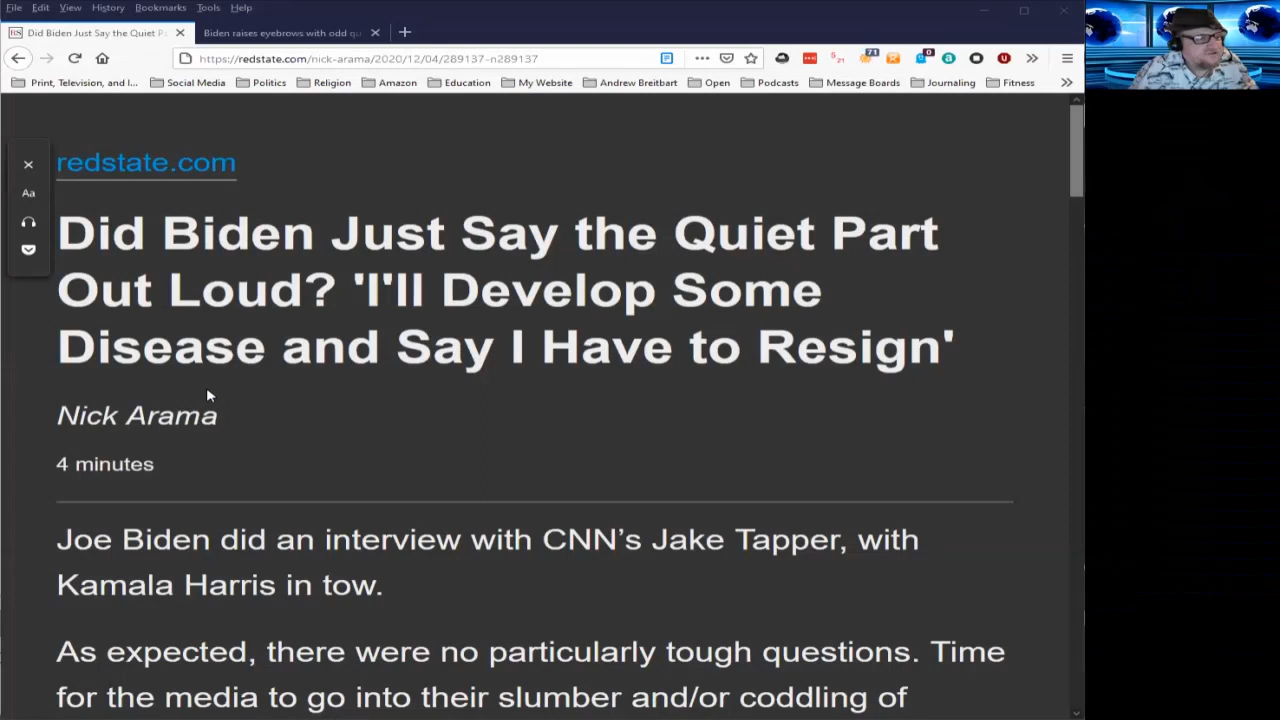 File Edit View History Bookmarks Tools Help
Did Biden Just Say the Quiet Pa
Biden raises eyebrows with odd qu
https://redstate.com/nick-arama/2020/12/04/289137-n289137
71
21
0
Print, Television, and I... Social Media Politics Religion Amazon Education My Website Andrew Breitbart Open Podcasts Message Boards Journaling Fitness
redstate.com
Aa
Did Biden Just Say the Quiet Part
Out Loud? 'I'll Develop Some
Disease and Say I Have to Resign'
Nick Arama
4 minutes
Joe Biden did an interview with CNN’s Jake Tapper, with
Kamala Harris in tow.
As expected, there were no particularly tough questions. Time
for the media to go into their slumber and/or coddling of